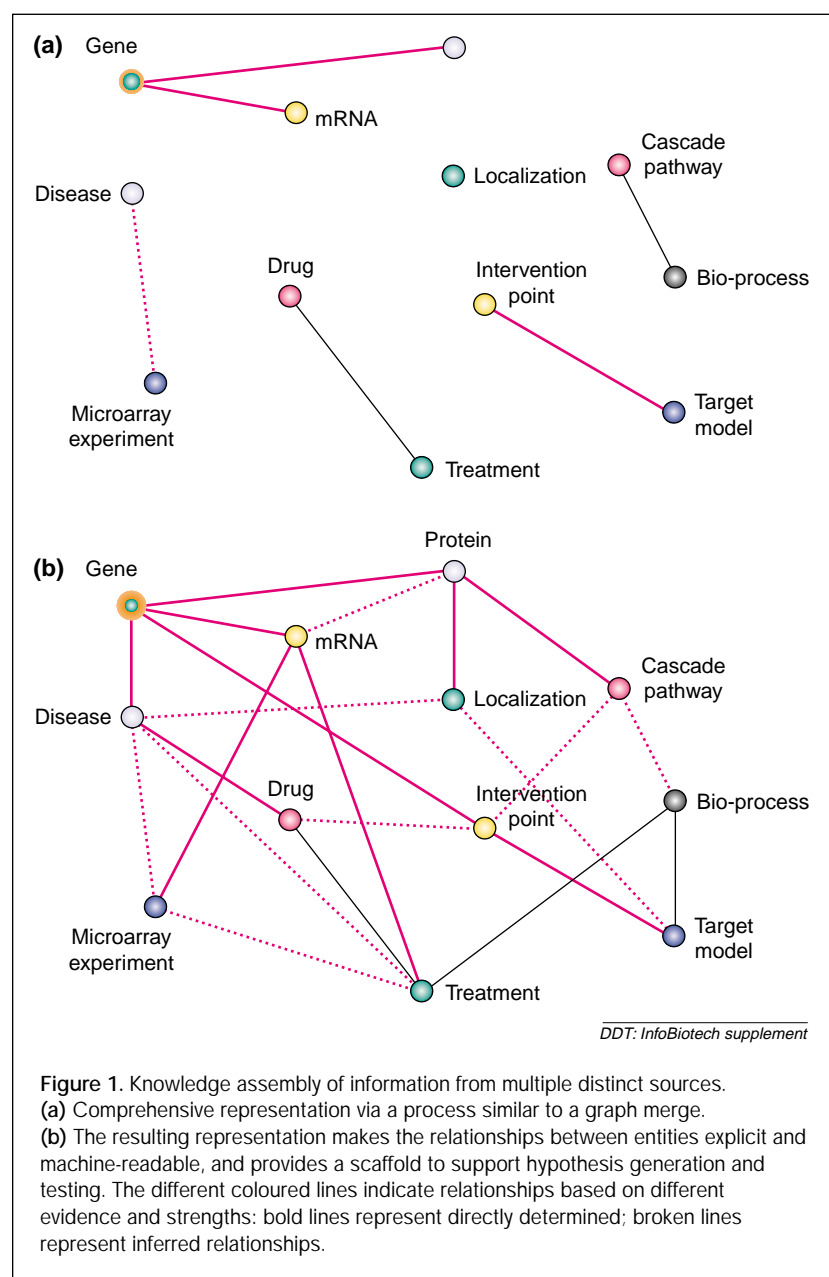 (a)
Gene
mRNA
Disease
Localization
Cascade
pathway
Drug
Intervention
point
Bio-process
Microarray
experiment
Target
model
Treatment
Protein
(b)
Gene
mRNA
Cascade
pathway
Disease
Localization
Drug
Intervention
point
Bio-process
Microarray
experiment
Target
model
Treatment
DDT: InfoBiotech supplement
Figure 1. Knowledge assembly of information from multiple distinct sources.
(a) Comprehensive representation via a process similar to a graph merge.
(b) The resulting representation makes the relationships between entities explicit and
machine-readable, and provides a scaffold to support hypothesis generation and
testing. The different coloured lines indicate relationships based on different
evidence and strengths: bold lines represent directly determined; broken lines
represent inferred relationships.